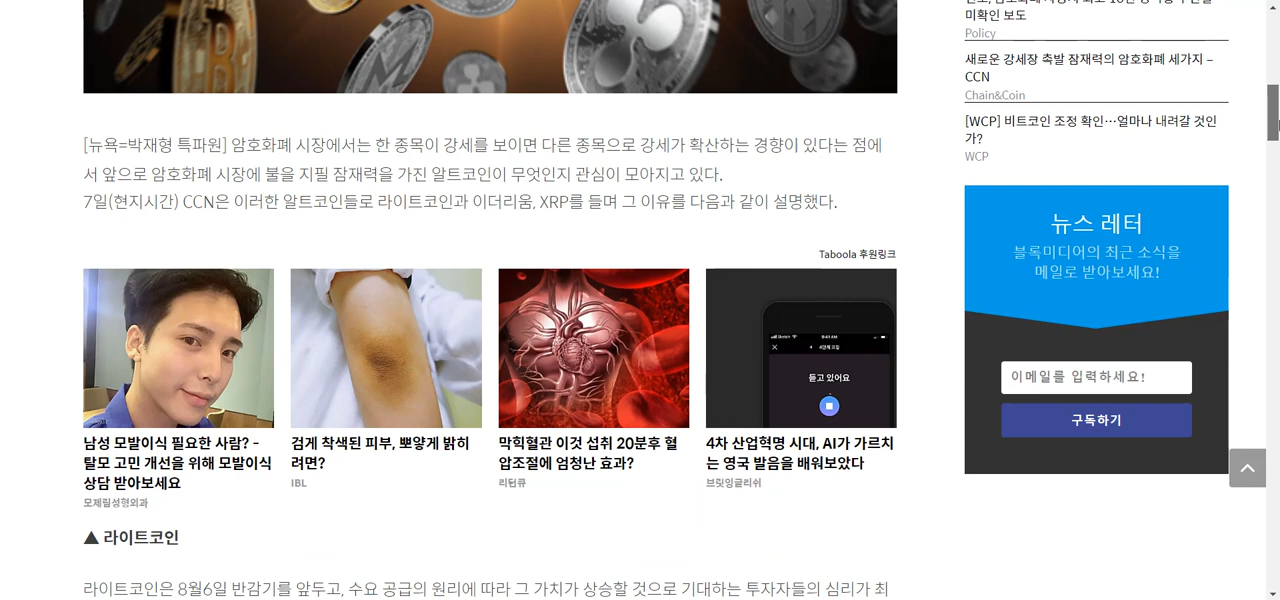 [뉴욕=박재형 특파원] 암호화폐 시장에서는 한 종목이 강세를 보이면 다른 종목으로 강세가 확산하는 경향이 있다는 점에
서 앞으로 암호화폐 시장에 불을 지필 잠재력을 가진 알트코인이 무엇인지 관심이 모아지고 있다.
7일(현지시간) CCN은 이러한 알트코인들로 라이트코인과 이더리움, XRP를 들며 그 이유를 다음과 같이 설명했다.
Taboola 후원링크
듣고 있어요
남성 모발이식 필요한 사람? -
탈모 고민 개선을 위해 모발이식
상담 받아보세요
모제림성형외과
검게 착색된 피부, 뽀얗게 밝히
려면?
IBL
막힉혈관 이것 섭취 20분후 혈
압조절에 엄청난 효과?
리턴큐
4차 산업혁명 시대, AI가 가르치
는 영국 발음을 배워보았다
브릿잉글리쉬
▲ 라이트코인
라이트코인은 8월6일 반감기를 앞두고, 수요 공급의 원리에 따라 그 가치가 상승할 것으로 기대하는 투자자들의 심리가 최
미확인 보도
Policy
새로운 강세장 촉발 잠재력의 암호화폐 세가지 –
CCN
Chain&Coin
[WCP] 비트코인 조정 확인…얼마나 내려갈 것인
가?
WCP
뉴스 레터
블록미디어의 최근 소식을
메일로 받아보세요!
이메일를 입력하세요!
구독하기